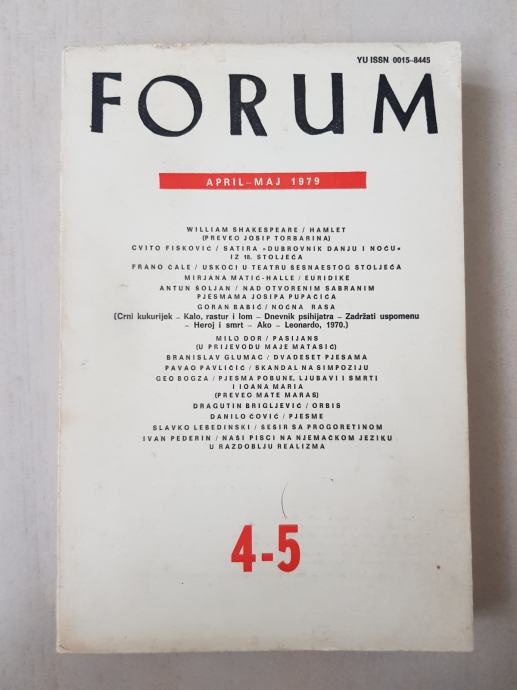 YU ISSN 0015-8445
FORUM
APRIL - MAJ 1979
WILLIAM SHAKESPEARE / HAMLET
(PREVEO JOSIP TORBARINA)
CVITO FISKOVIĆ / SATIRA »DUBROVNIK DANJU I NOĆU«
IZ 18. STOLJEĆA
FRANO ČALE / USKOCI U TEATRU ŠESNAESTOG STOLJEĆA
MIRJANA MATIĆ-HALLE / EURIDIKE
ANTUN ŠOLJAN / NAD OTVORENIM SABRANIM
PJESMAMA JOSIPA PUPAČIĆA
GORAN BABIĆ / NOĆNA RASA
(Crni kukurijek – Kalo, rastur i lom – Dnevnik psihijatra – Zadržati uspomenu
– Heroj i smrt – Ako – Leonardo, 1970.)
MILO DOR / PASIJANS
(U PRIJEVODU MAJE MATASIĆ)
BRANISLAV GLUMAC / DVADESET PJESAMA
PAVAO PAVLIČIĆ / SKANDAL NA SIMPOZIJU
GEO BOGZA / PJESMA POBUNE, LJUBAVI I SMRTI
I IOANA MARIA
(PREVEO MATE MARAS)
DRAGUTIN BRIGLJEVIĆ / ORBIS
DANILO ČOVIĆ / PJESME
SLAVKO LEBEDINSKI / ŠEŠIR SA PROGORETINOM
IVAN PEDERIN / NAŠI PISCI NA NJEMAČKOM JEZIKU
U RAZDOBLJU REALIZMA
4-5